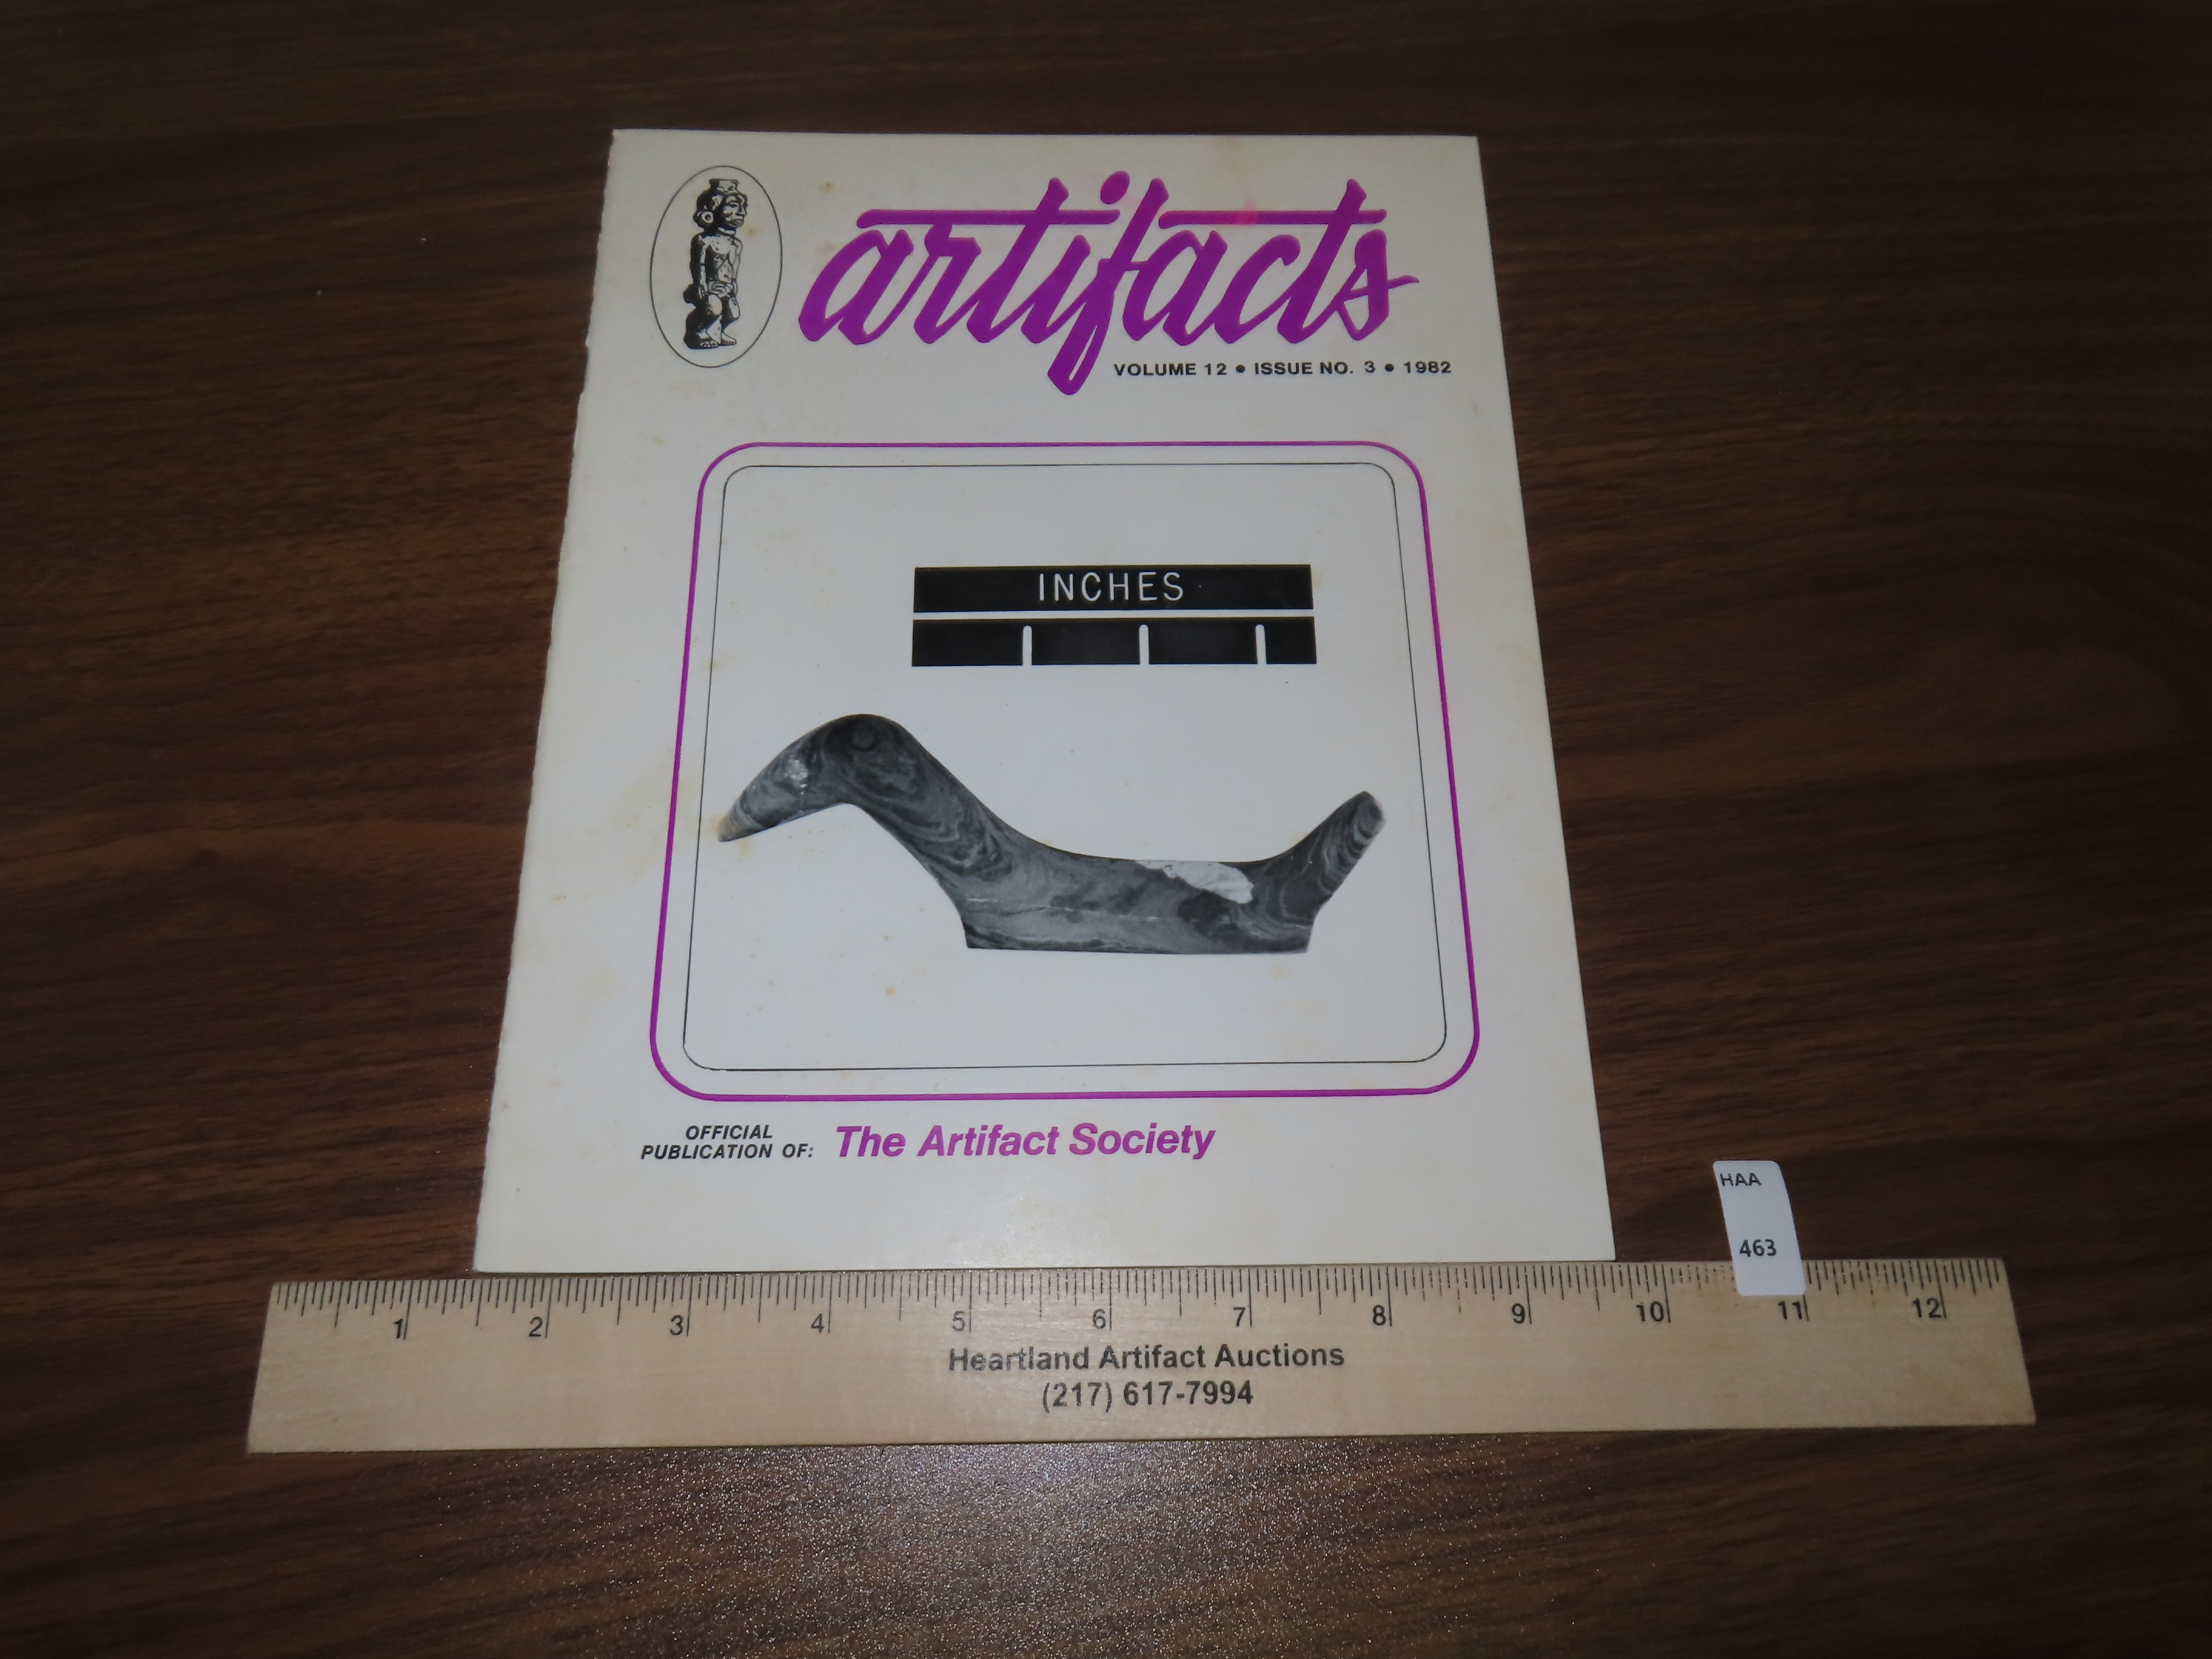 artifacts
VOLUME 12 • ISSUE NO. 3 • 1982
INCHES
OFFICIAL
PUBLICATION OF: The Artifact Society
HAA
463
1 2 3 4 5 6 7 8 9 10 11 12
Heartland Artifact Auctions
(217) 617-7994